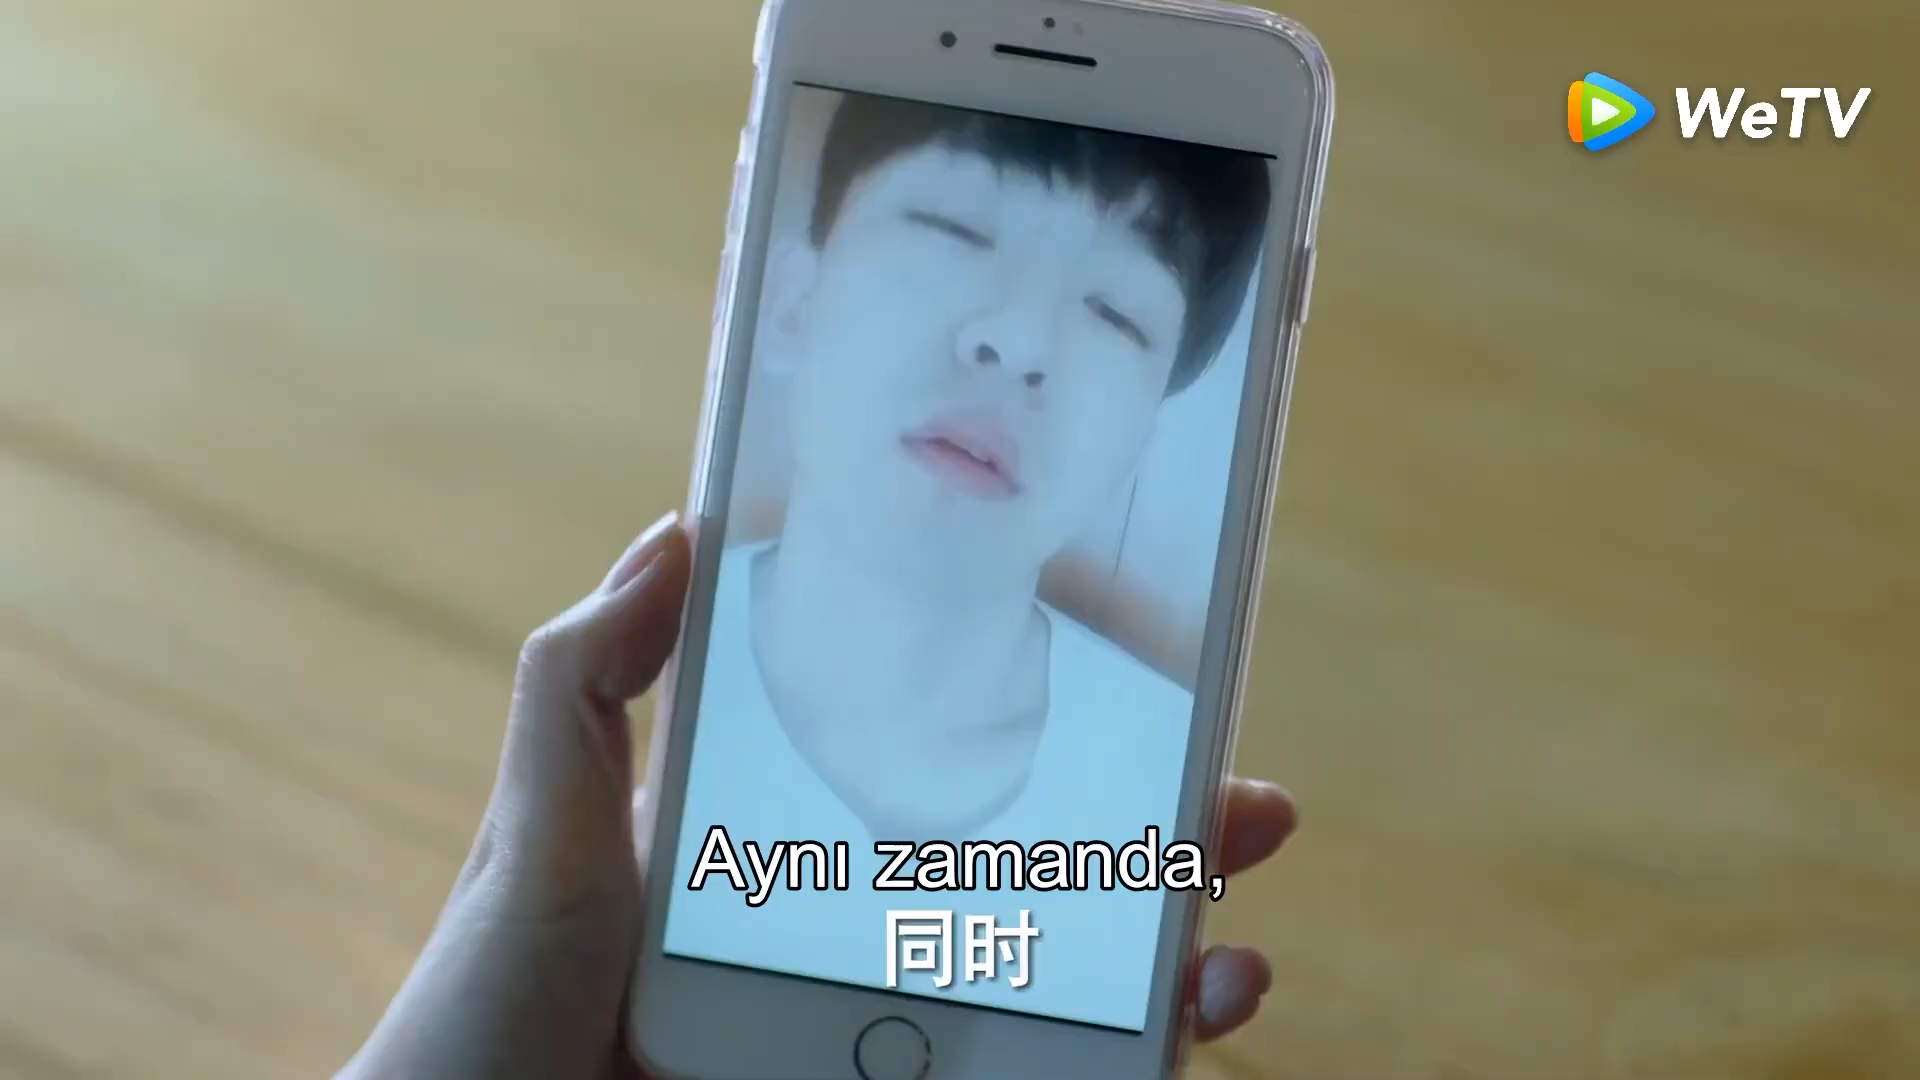 WeTV
Aynı zamanda,
同时